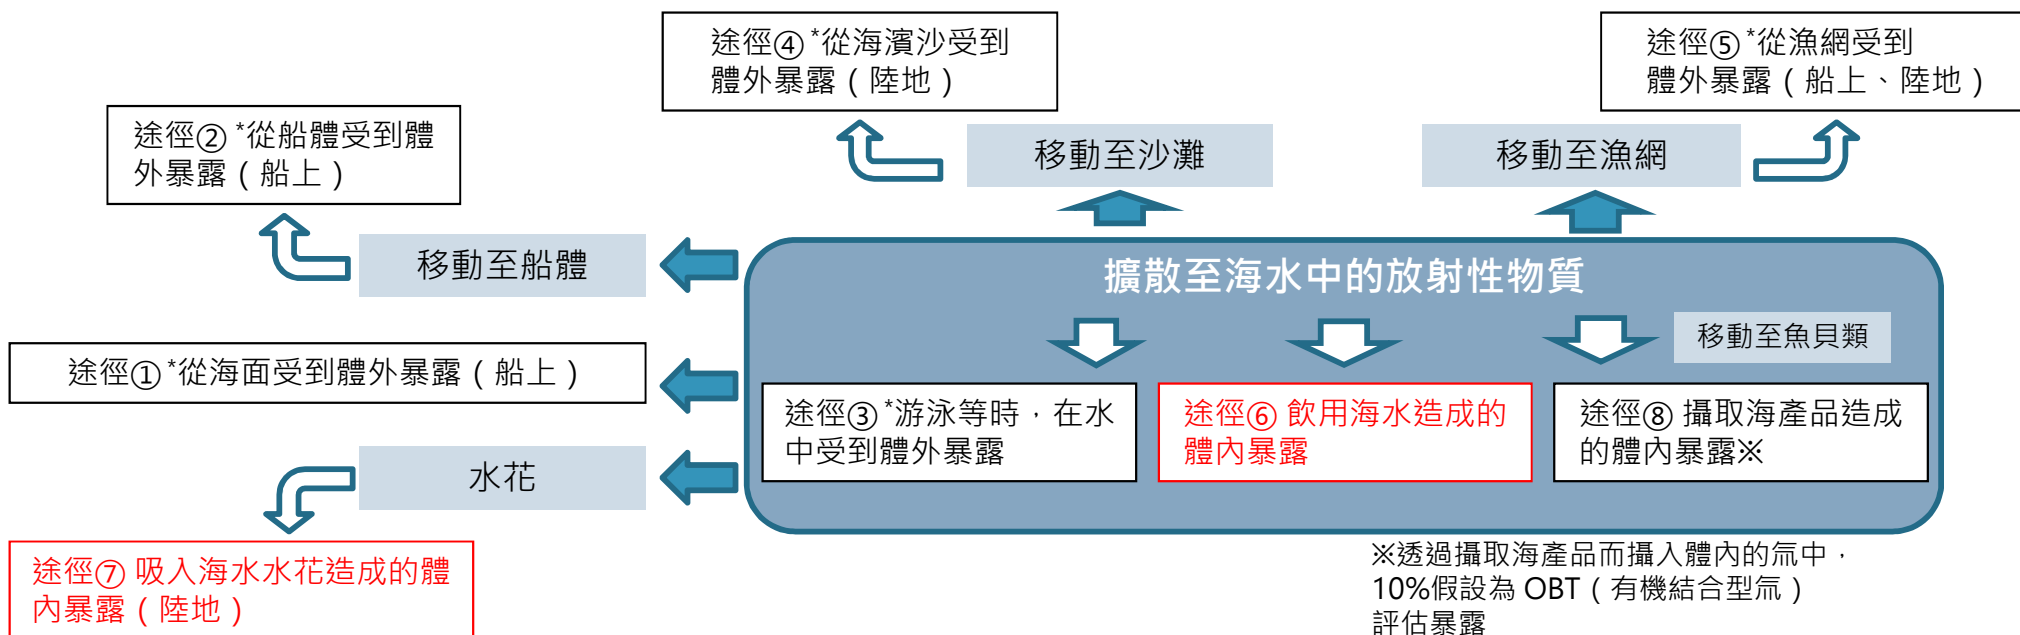 途徑④ *從海濱沙受到
體外暴露（陸地）
途徑⑤ *從漁網受到
體外暴露（船上、陸地）
途徑② *從船體受到體
外暴露（船上）
移動至沙灘
移動至漁網
移動至船體
擴散至海水中的放射性物質
移動至魚貝類
途徑① *從海面受到體外暴露（船上）
途徑③ *游泳等時，在水
中受到體外暴露
途徑⑥ 飲用海水造成的
體內暴露
途徑⑧ 攝取海產品造成
的體內暴露※
水花
途徑⑦ 吸入海水水花造成的體
內暴露（陸地）
※透過攝取海產品而攝入體內的氚中，
10%假設為 OBT（有機結合型氚）
評估暴露